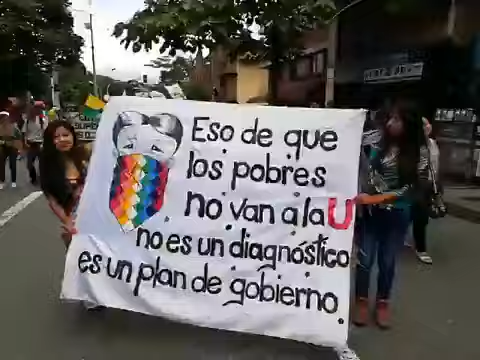 Eso de que
los pobres
no van a la U
no es un diagnóstico
es un plan de gobierno.